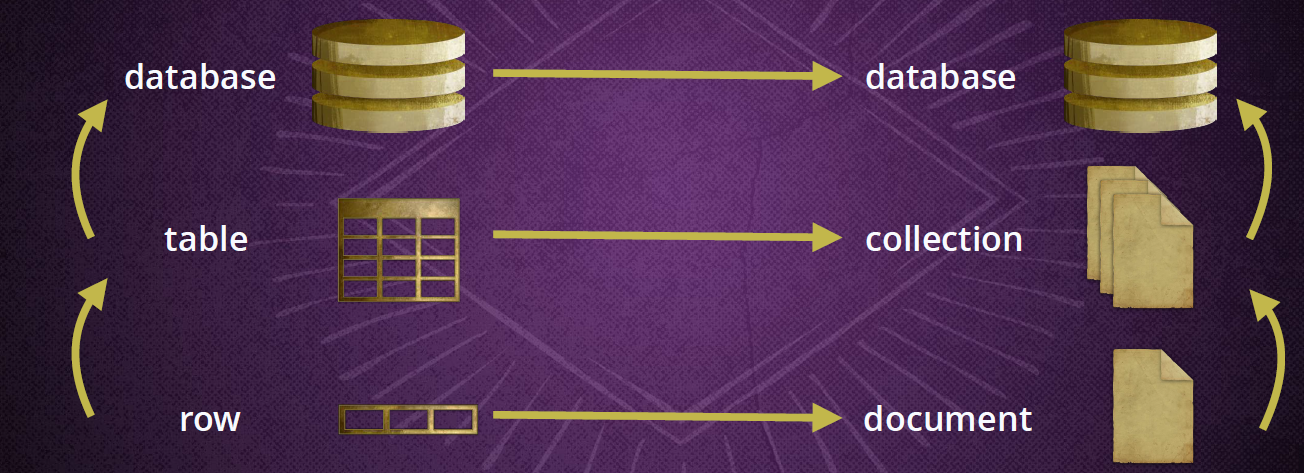 database
database
table
collection
row
document